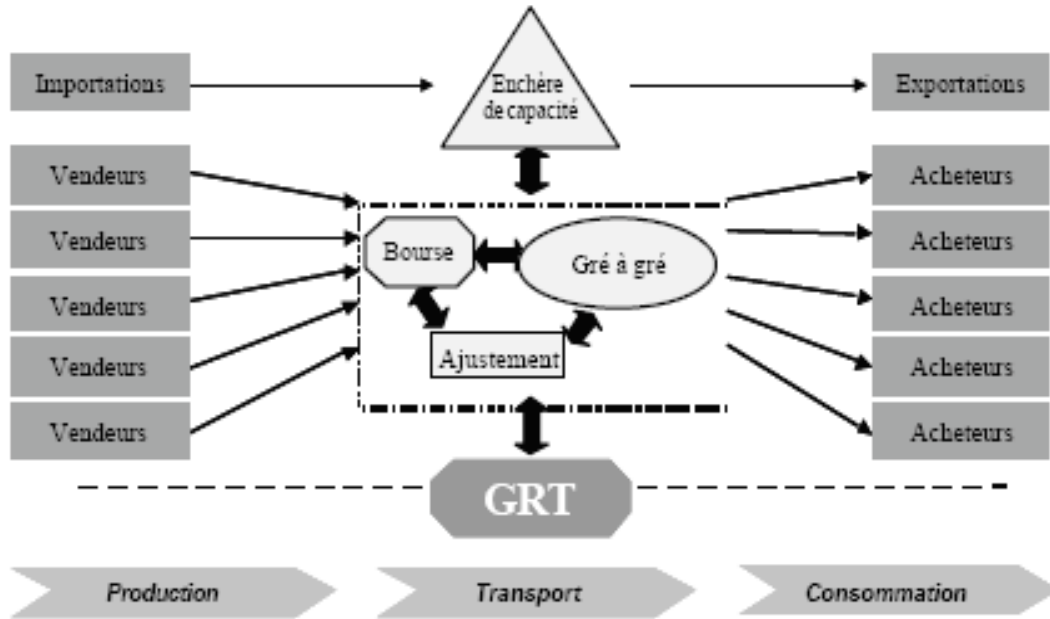 Importations
Enchère
de capacité
Exportations
Vendeurs
Acheteurs
Vendeurs
Bourse
Gré à gré
Acheteurs
Vendeurs
Acheteurs
Vendeurs
Ajustement
Acheteurs
Vendeurs
Acheteurs
GRT
Production
Transport
Consommation